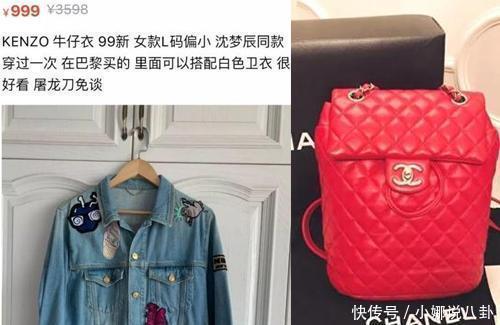 ¥999 ¥3598
KENZO 牛仔衣 99新 女款L码偏小 沈梦辰同款
穿过一次 在巴黎买的 里面可以搭配白色卫衣 很
好看 屠龙刀免谈
CHANEL
快传号／小娜说八卦